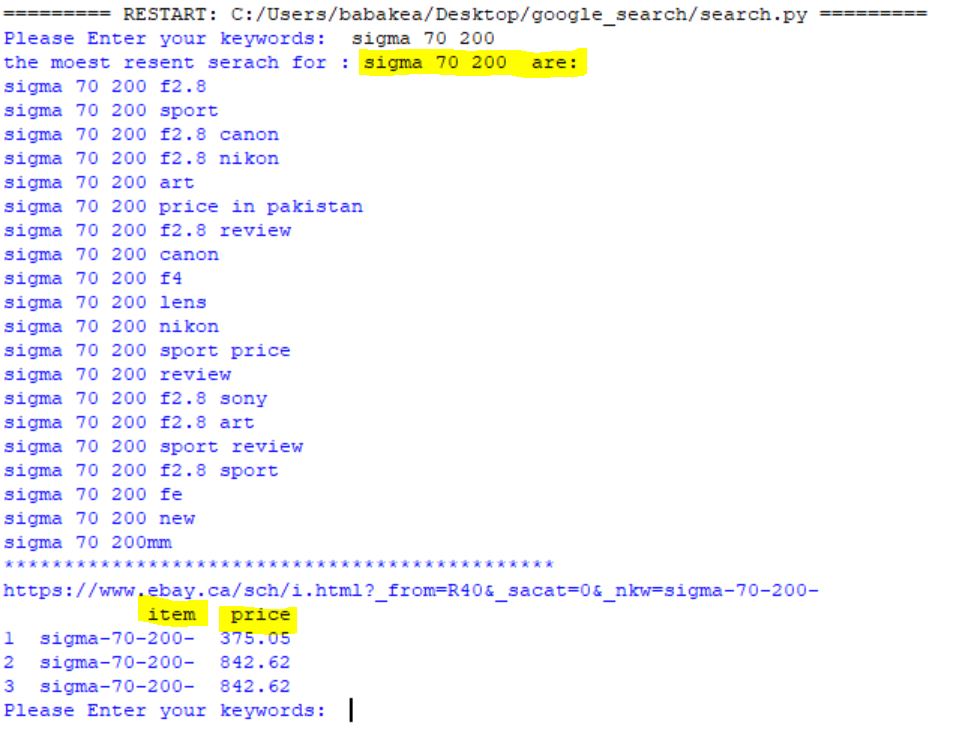 ========= RESTART: C:/Users/babakea/Desktop/google_search/search.py =========
Please Enter your keywords:  sigma 70 200
the moest resent serach for : sigma 70 200  are:
sigma 70 200 f2.8
sigma 70 200 sport
sigma 70 200 f2.8 canon
sigma 70 200 f2.8 nikon
sigma 70 200 art
sigma 70 200 price in pakistan
sigma 70 200 f2.8 review
sigma 70 200 canon
sigma 70 200 f4
sigma 70 200 lens
sigma 70 200 nikon
sigma 70 200 sport price
sigma 70 200 review
sigma 70 200 f2.8 sony
sigma 70 200 f2.8 art
sigma 70 200 sport review
sigma 70 200 f2.8 sport
sigma 70 200 fe
sigma 70 200 new
sigma 70 200mm
**********************************************
https://www.ebay.ca/sch/i.html?_from=R40&_sacat=0&_nkw=sigma-70-200-
item   price
1  sigma-70-200-  375.05
2  sigma-70-200-  842.62
3  sigma-70-200-  842.62
Please Enter your keywords: